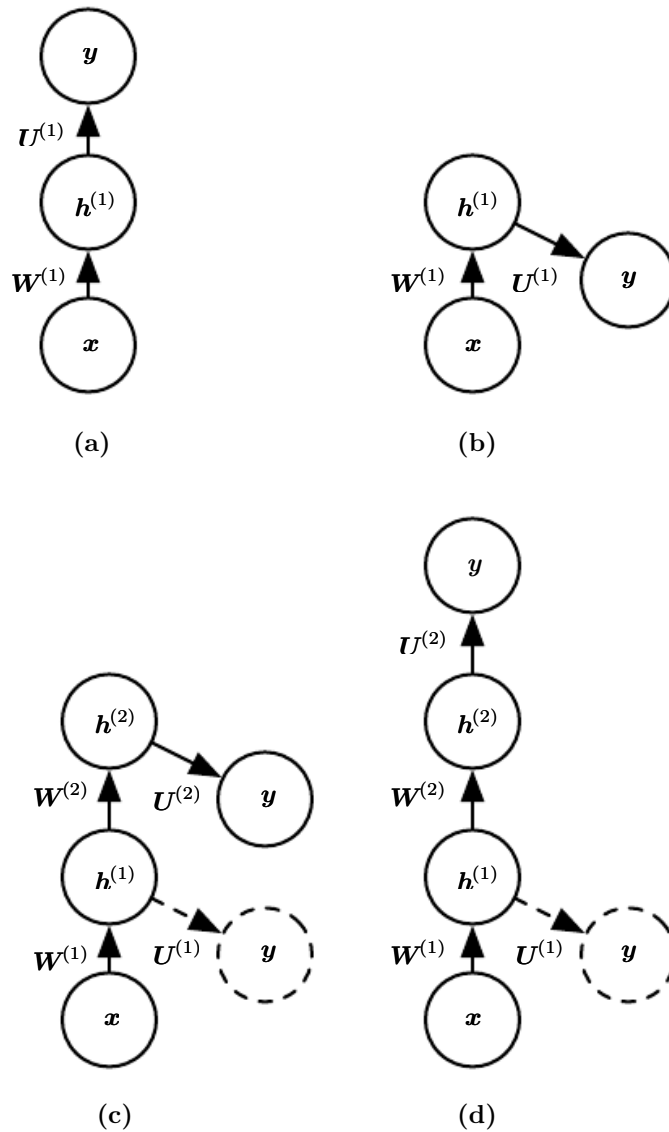 y
U^(1)
h^(1)
W^(1)
x
(a)
h^(1)
W^(1) U^(1) y
x
(b)
h^(2)
W^(2) U^(2) y
h^(1)
W^(1) U^(1) y
x
(c)
y
U^(2)
h^(2)
W^(2)
h^(1)
W^(1) U^(1) y
x
(d)